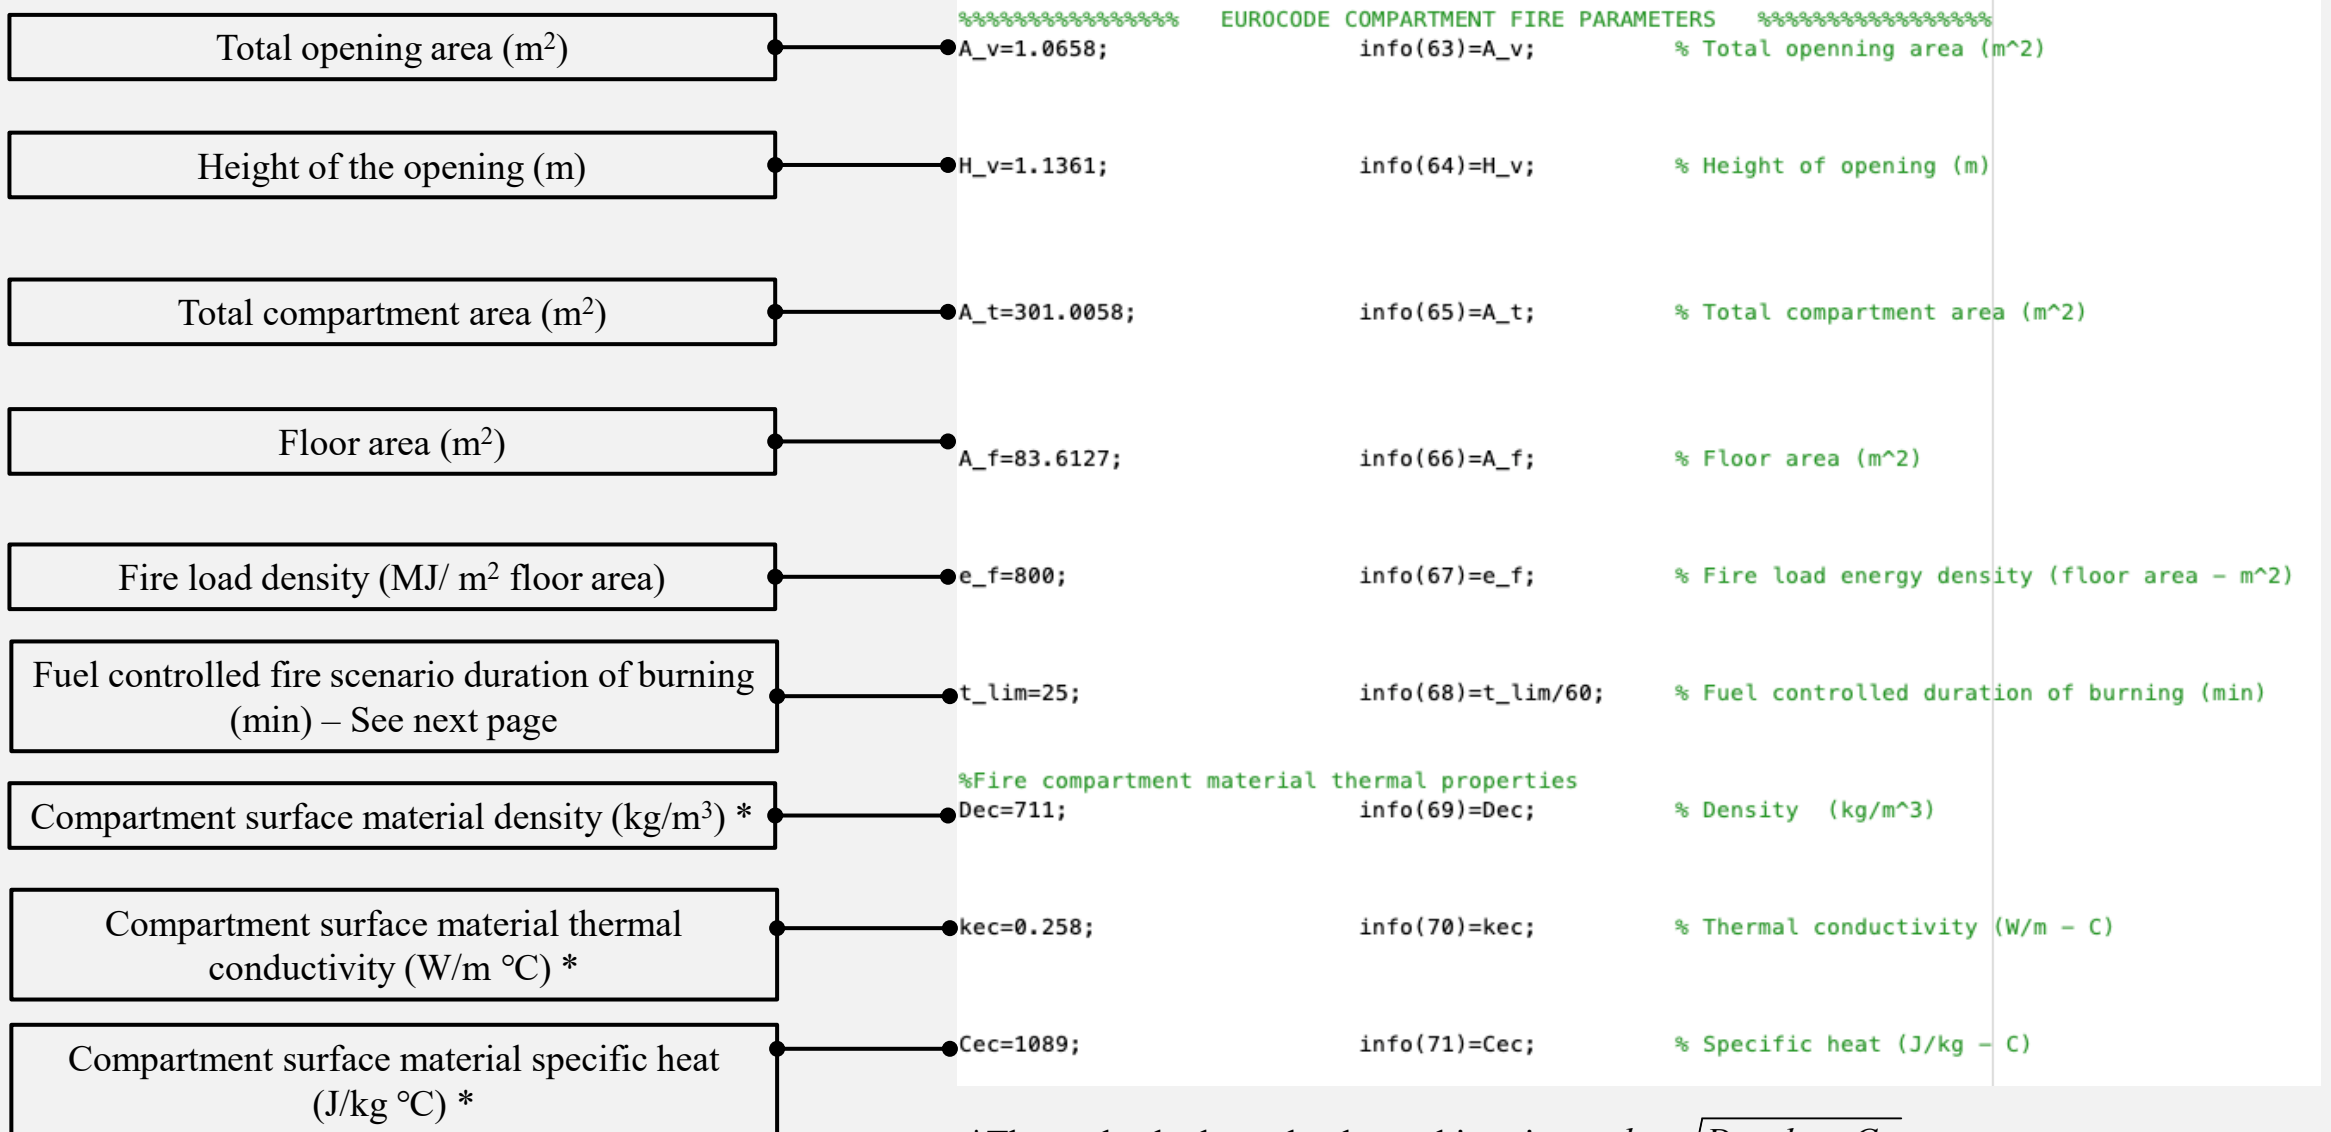 %%%%%%%%%%%%%%%% EUROCODE COMPARTMENT FIRE PARAMETERS %%%%%%%%%%%%%%%%%
Total opening area (m²)
A_v=1.0658; info(63)=A_v; % Total openning area (m^2)
Height of the opening (m)
H_v=1.1361; info(64)=H_v; % Height of opening (m)
Total compartment area (m²)
A_t=301.0058; info(65)=A_t; % Total compartment area (m^2)
Floor area (m²)
A_f=83.6127; info(66)=A_f; % Floor area (m^2)
Fire load density (MJ/ m² floor area)
e_f=800; info(67)=e_f; % Fire load energy density (floor area – m^2)
Fuel controlled fire scenario duration of burning
(min) – See next page
t_lim=25; info(68)=t_lim/60; % Fuel controlled duration of burning (min)
%Fire compartment material thermal properties
Compartment surface material density (kg/m³) *
Dec=711; info(69)=Dec; % Density (kg/m^3)
Compartment surface material thermal
conductivity (W/m °C) *
kec=0.258; info(70)=kec; % Thermal conductivity (W/m – C)
Compartment surface material specific heat
(J/kg °C) *
Cec=1089; info(71)=Cec; % Specific heat (J/kg – C)